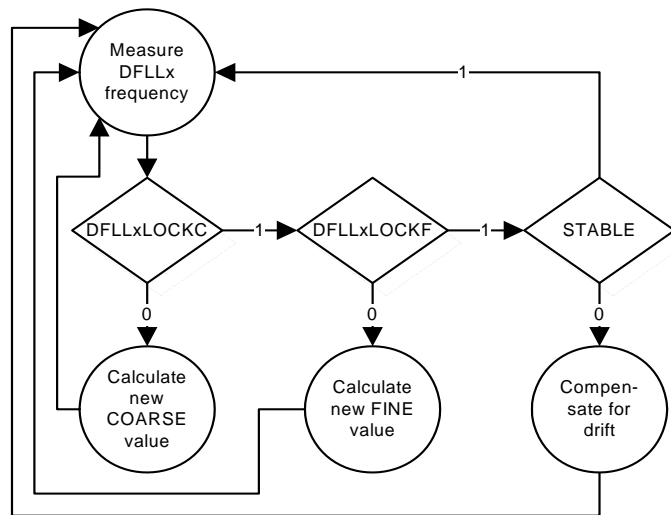 Measure
DFLLx
frequency
1
DFLLxLOCKC
1
DFLLxLOCKF
1
STABLE
0
0
0
Calculate
new
COARSE
value
Calculate
new FINE
value
Compen-
sate for
drift